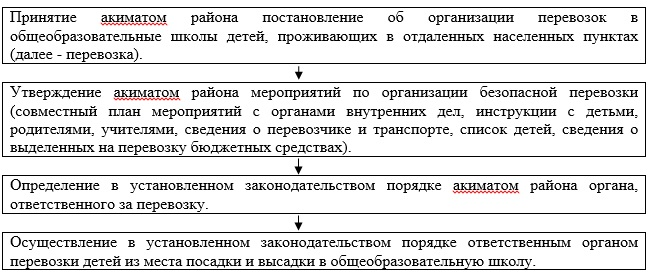 Принятие акиматом района постановление об организации перевозок в
общеобразовательные школы детей, проживающих в отдаленных населенных пунктах
(далее - перевозка).
Утверждение акиматом района мероприятий по организации безопасной перевозки
(совместный план мероприятий с органами внутренних дел, инструкции с детьми,
родителями, учителями, сведения о перевозчике и транспорте, список детей, сведения о
выделенных на перевозку бюджетных средствах).
Определение в установленном законодательством порядке акиматом района органа,
ответственного за перевозку.
Осуществление в установленном законодательством порядке ответственным органом
перевозки детей из места посадки и высадки в общеобразовательную школу.